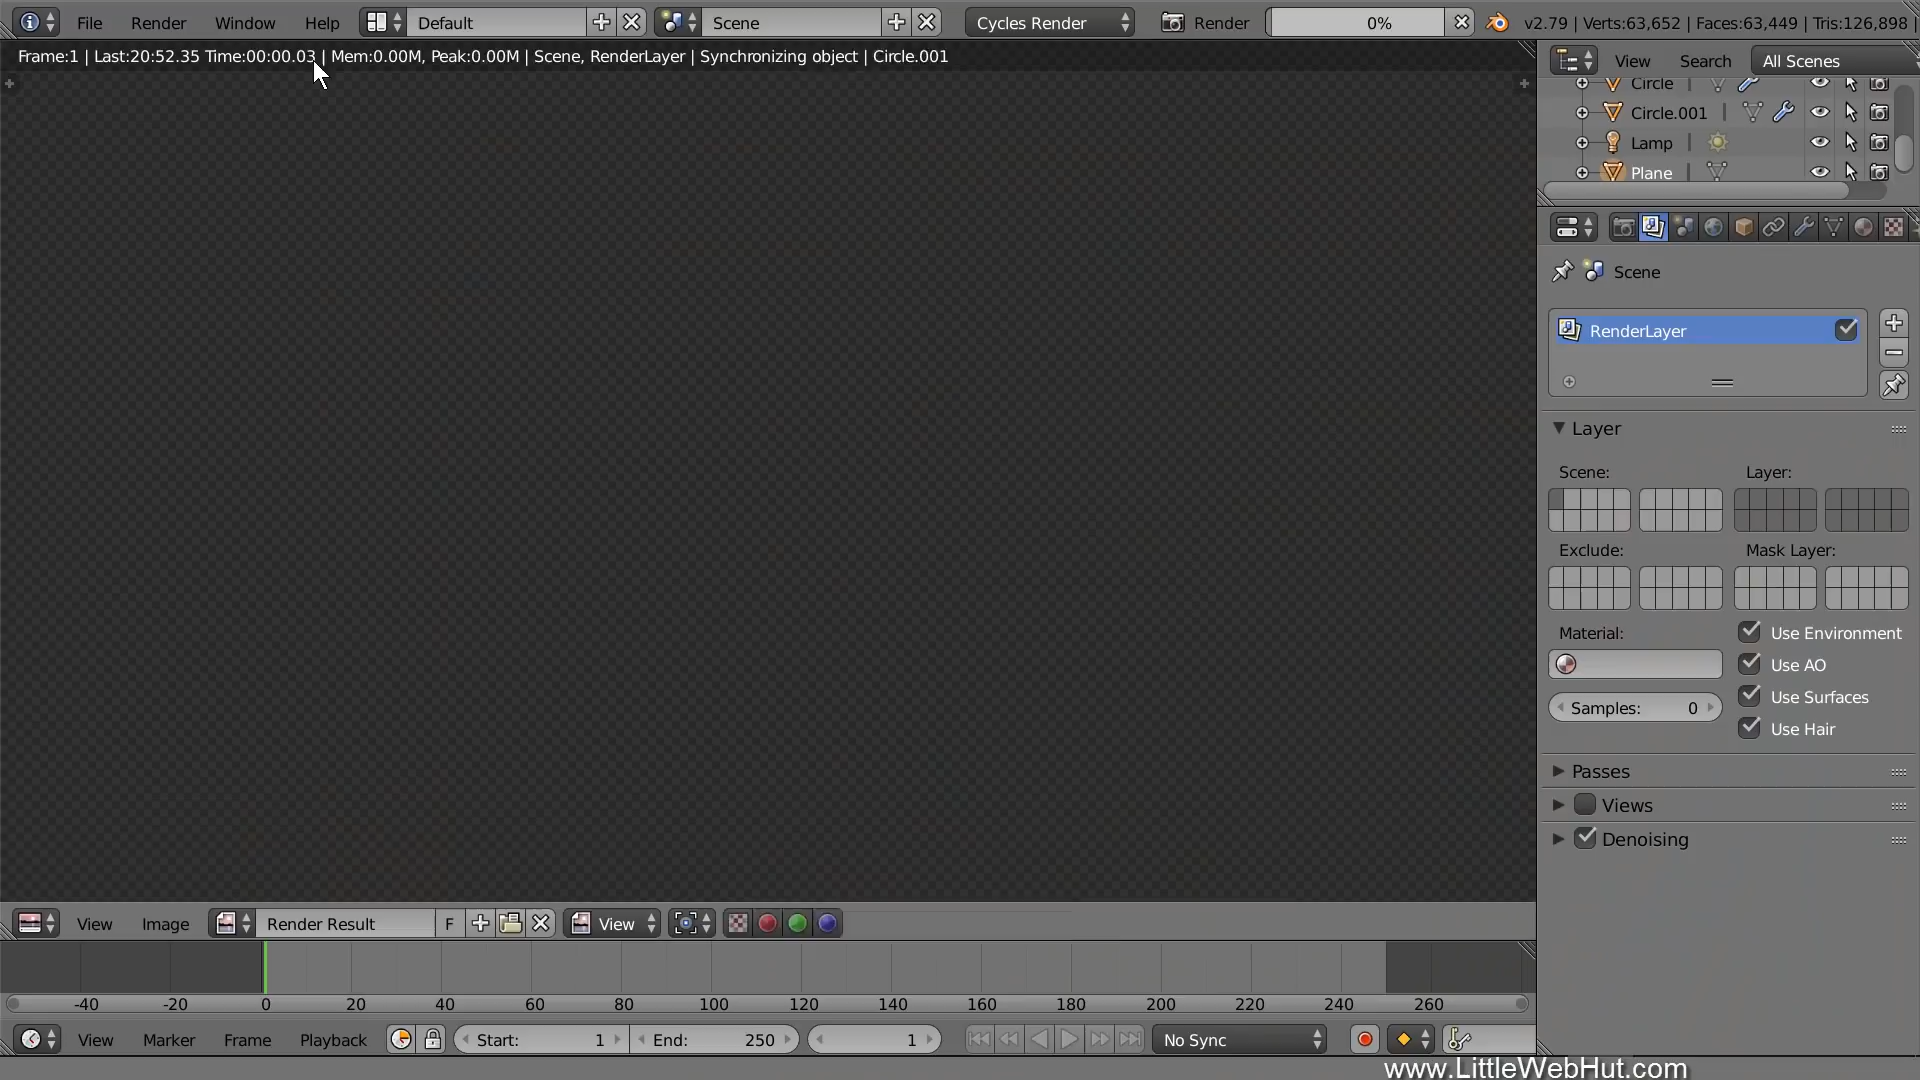 File Render Window Help Default Scene Cycles Render Render 0% v2.79 | Verts:63,652 | Faces:63,449 | Tris:126,898 |
Frame:1 | Last:20:52.35 Time:00:00.03 | Mem:0.00M, Peak:0.00M | Scene, RenderLayer | Synchronizing object | Circle.001
View Search All Scenes
Circle
Circle.001
Lamp
Plane
Scene
RenderLayer
Layer
Scene: Layer:
Exclude: Mask Layer:
Material: Use Environment
Use AO
Samples: 0 Use Surfaces
Use Hair
Passes
Views
Denoising
View Image Render Result F View
-40 -20 0 20 40 60 80 100 120 140 160 180 200 220 240 260
View Marker Frame Playback Start: 1 End: 250 1 No Sync
www.LittleWebHut.com